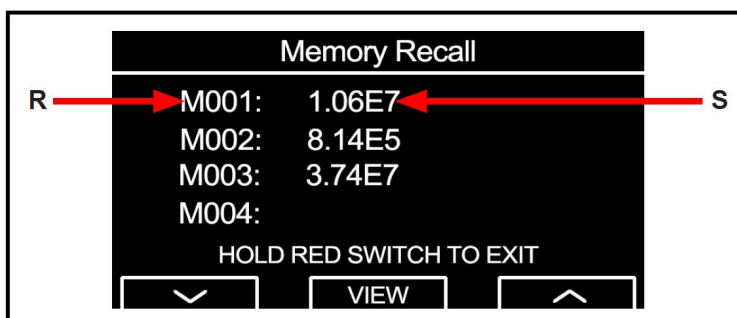 Memory Recall
R M001: 1.06E7 S
M002: 8.14E5
M003: 3.74E7
M004:
HOLD RED SWITCH TO EXIT
VIEW